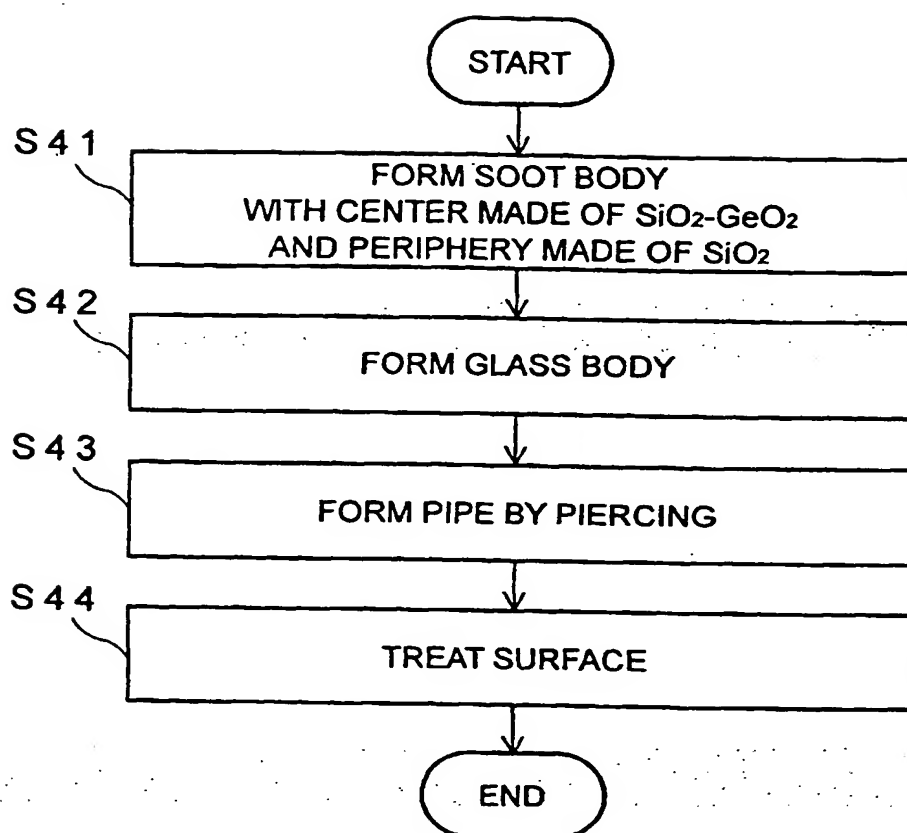 START
S41
FORM SOOT BODY
WITH CENTER MADE OF SiO2-GeO2
AND PERIPHERY MADE OF SiO2
S42
FORM GLASS BODY
S43
FORM PIPE BY PIERCING
S44
TREAT SURFACE
END